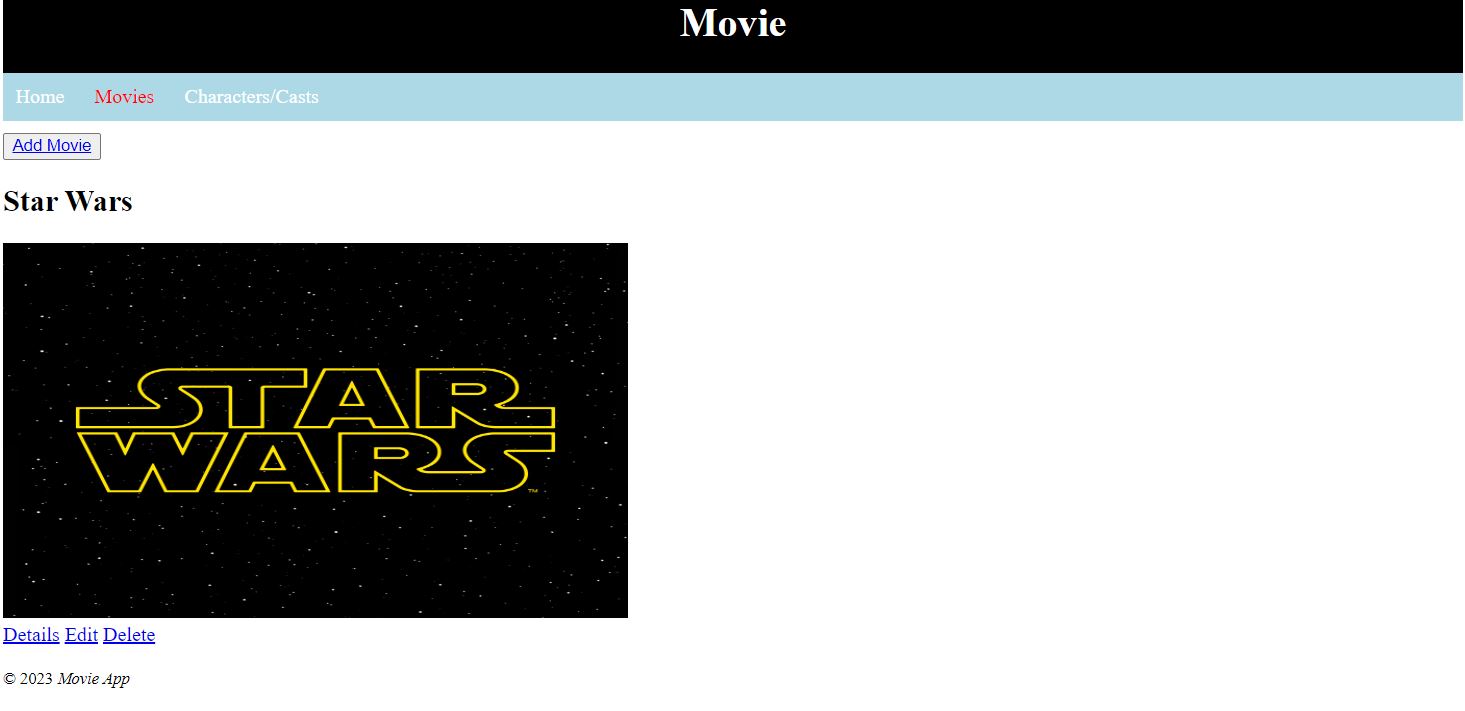 Movie
Home Movies Characters/Casts
Add Movie
Star Wars
STAR
WARS™
Details Edit Delete
© 2023 Movie App